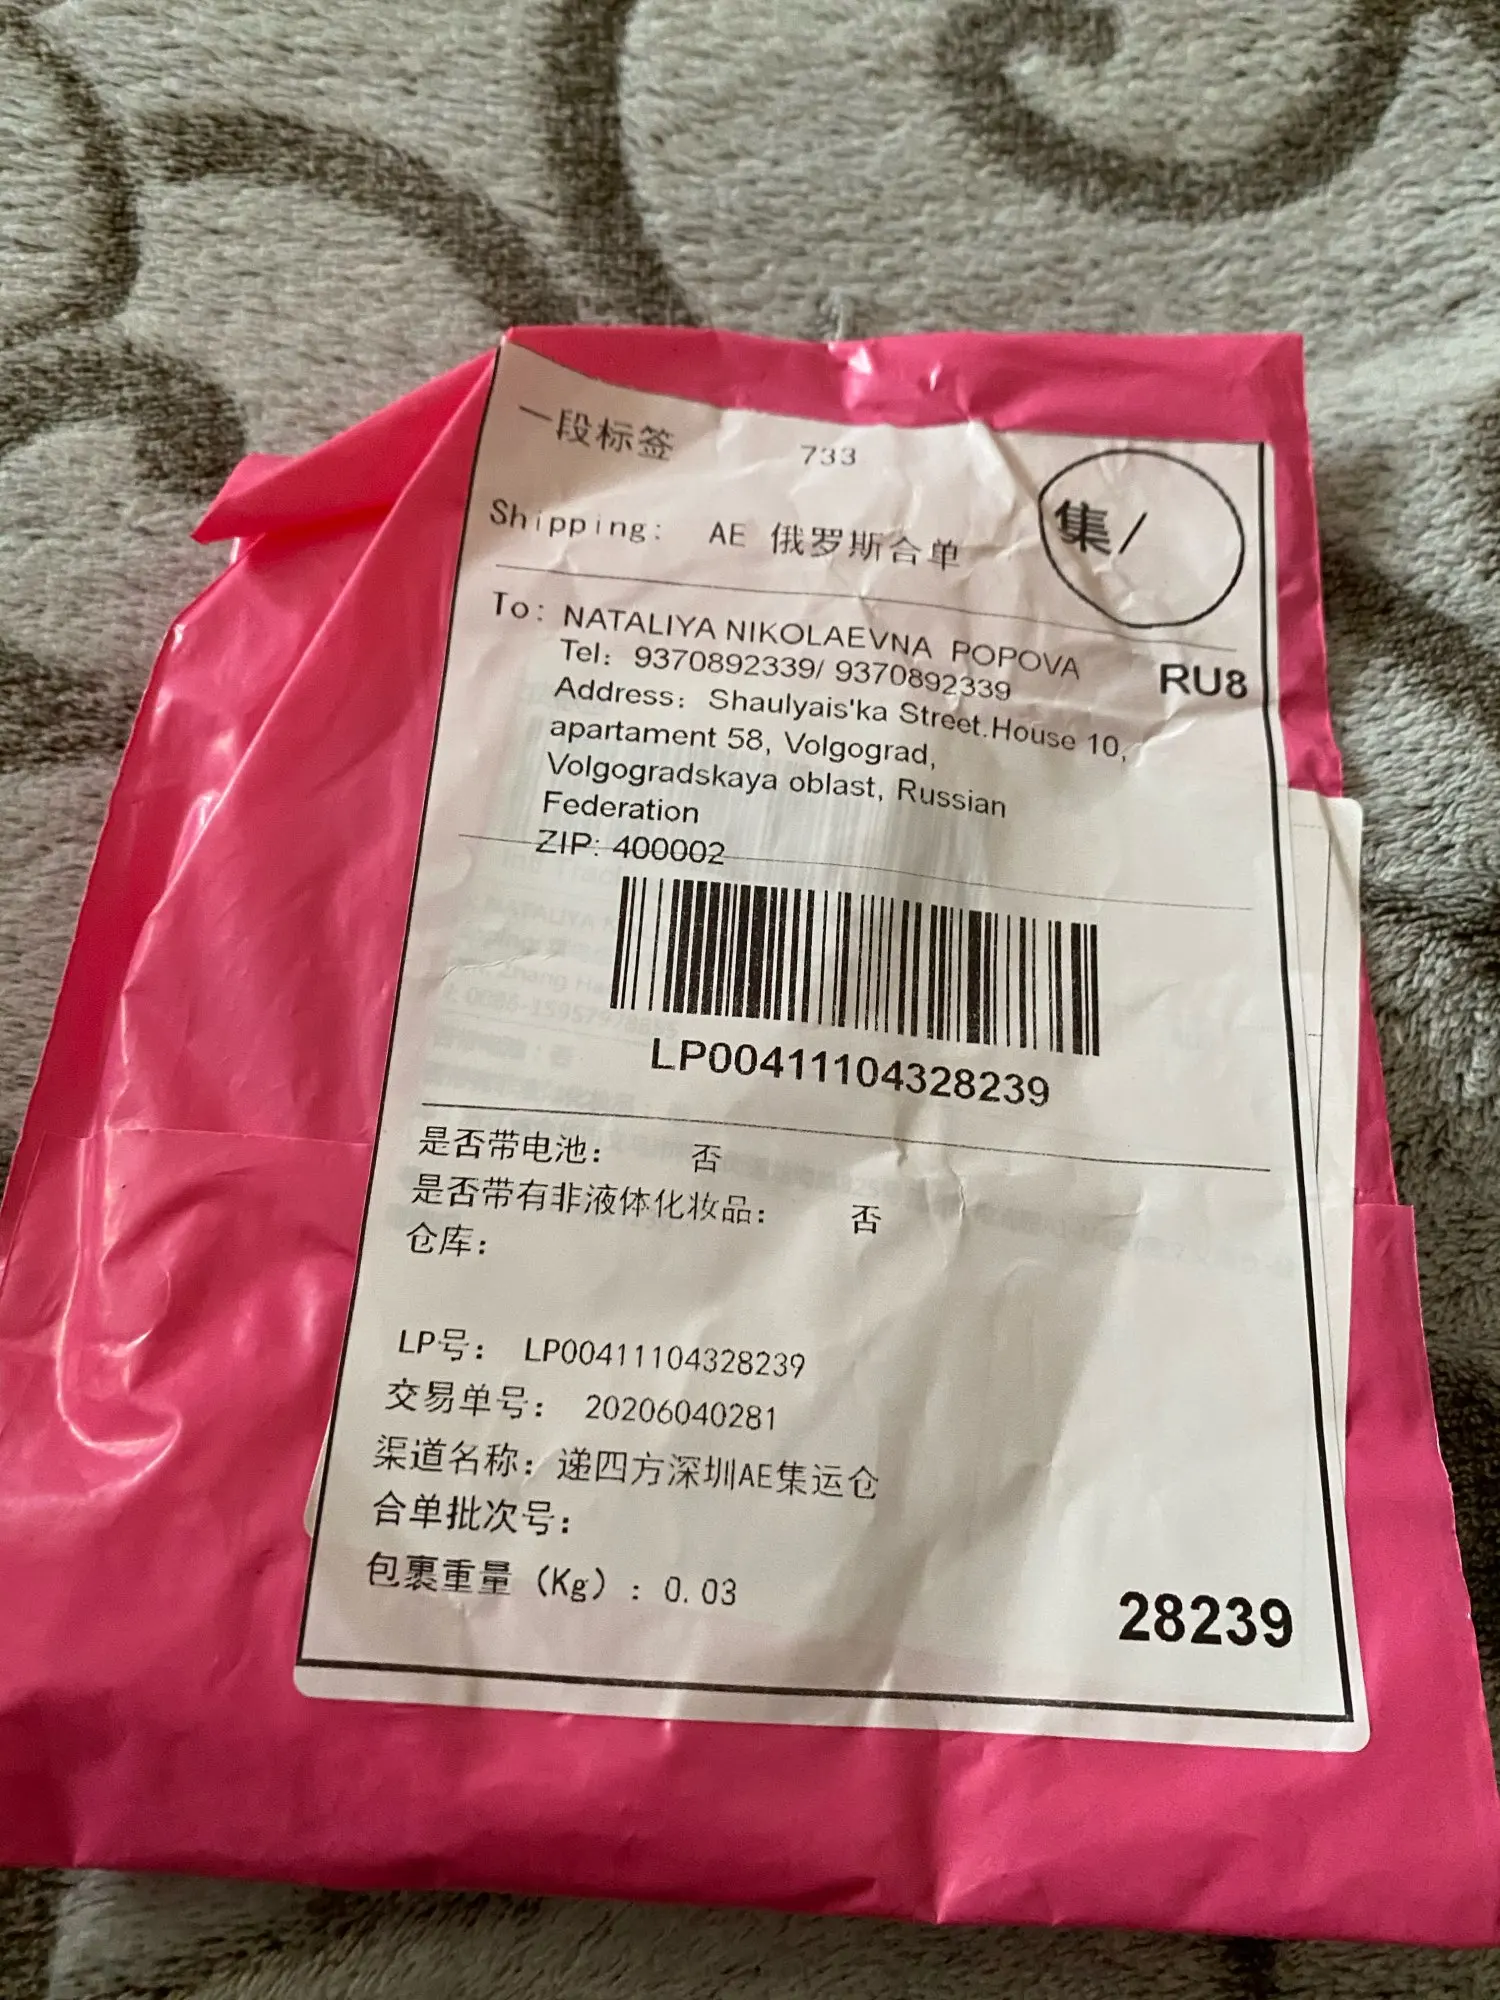 一段标签 733
Shipping: AE 俄罗斯合单
集/
To: NATALIYA NIKOLAEVNA POPOVA
Tel: 9370892339/ 9370892339
RU8
Address: Shaulyais'ka Street.House 10,
apartament 58, Volgograd,
Volgogradskaya oblast, Russian
Federation
ZIP: 400002
LP00411104328239
是否带电池: 否
是否带有非液体化妆品: 否
仓库:
LP号: LP00411104328239
交易单号: 20206040281
渠道名称: 递四方深圳AE集运仓
合单批次号:
包裹重量 (Kg) : 0.03
28239